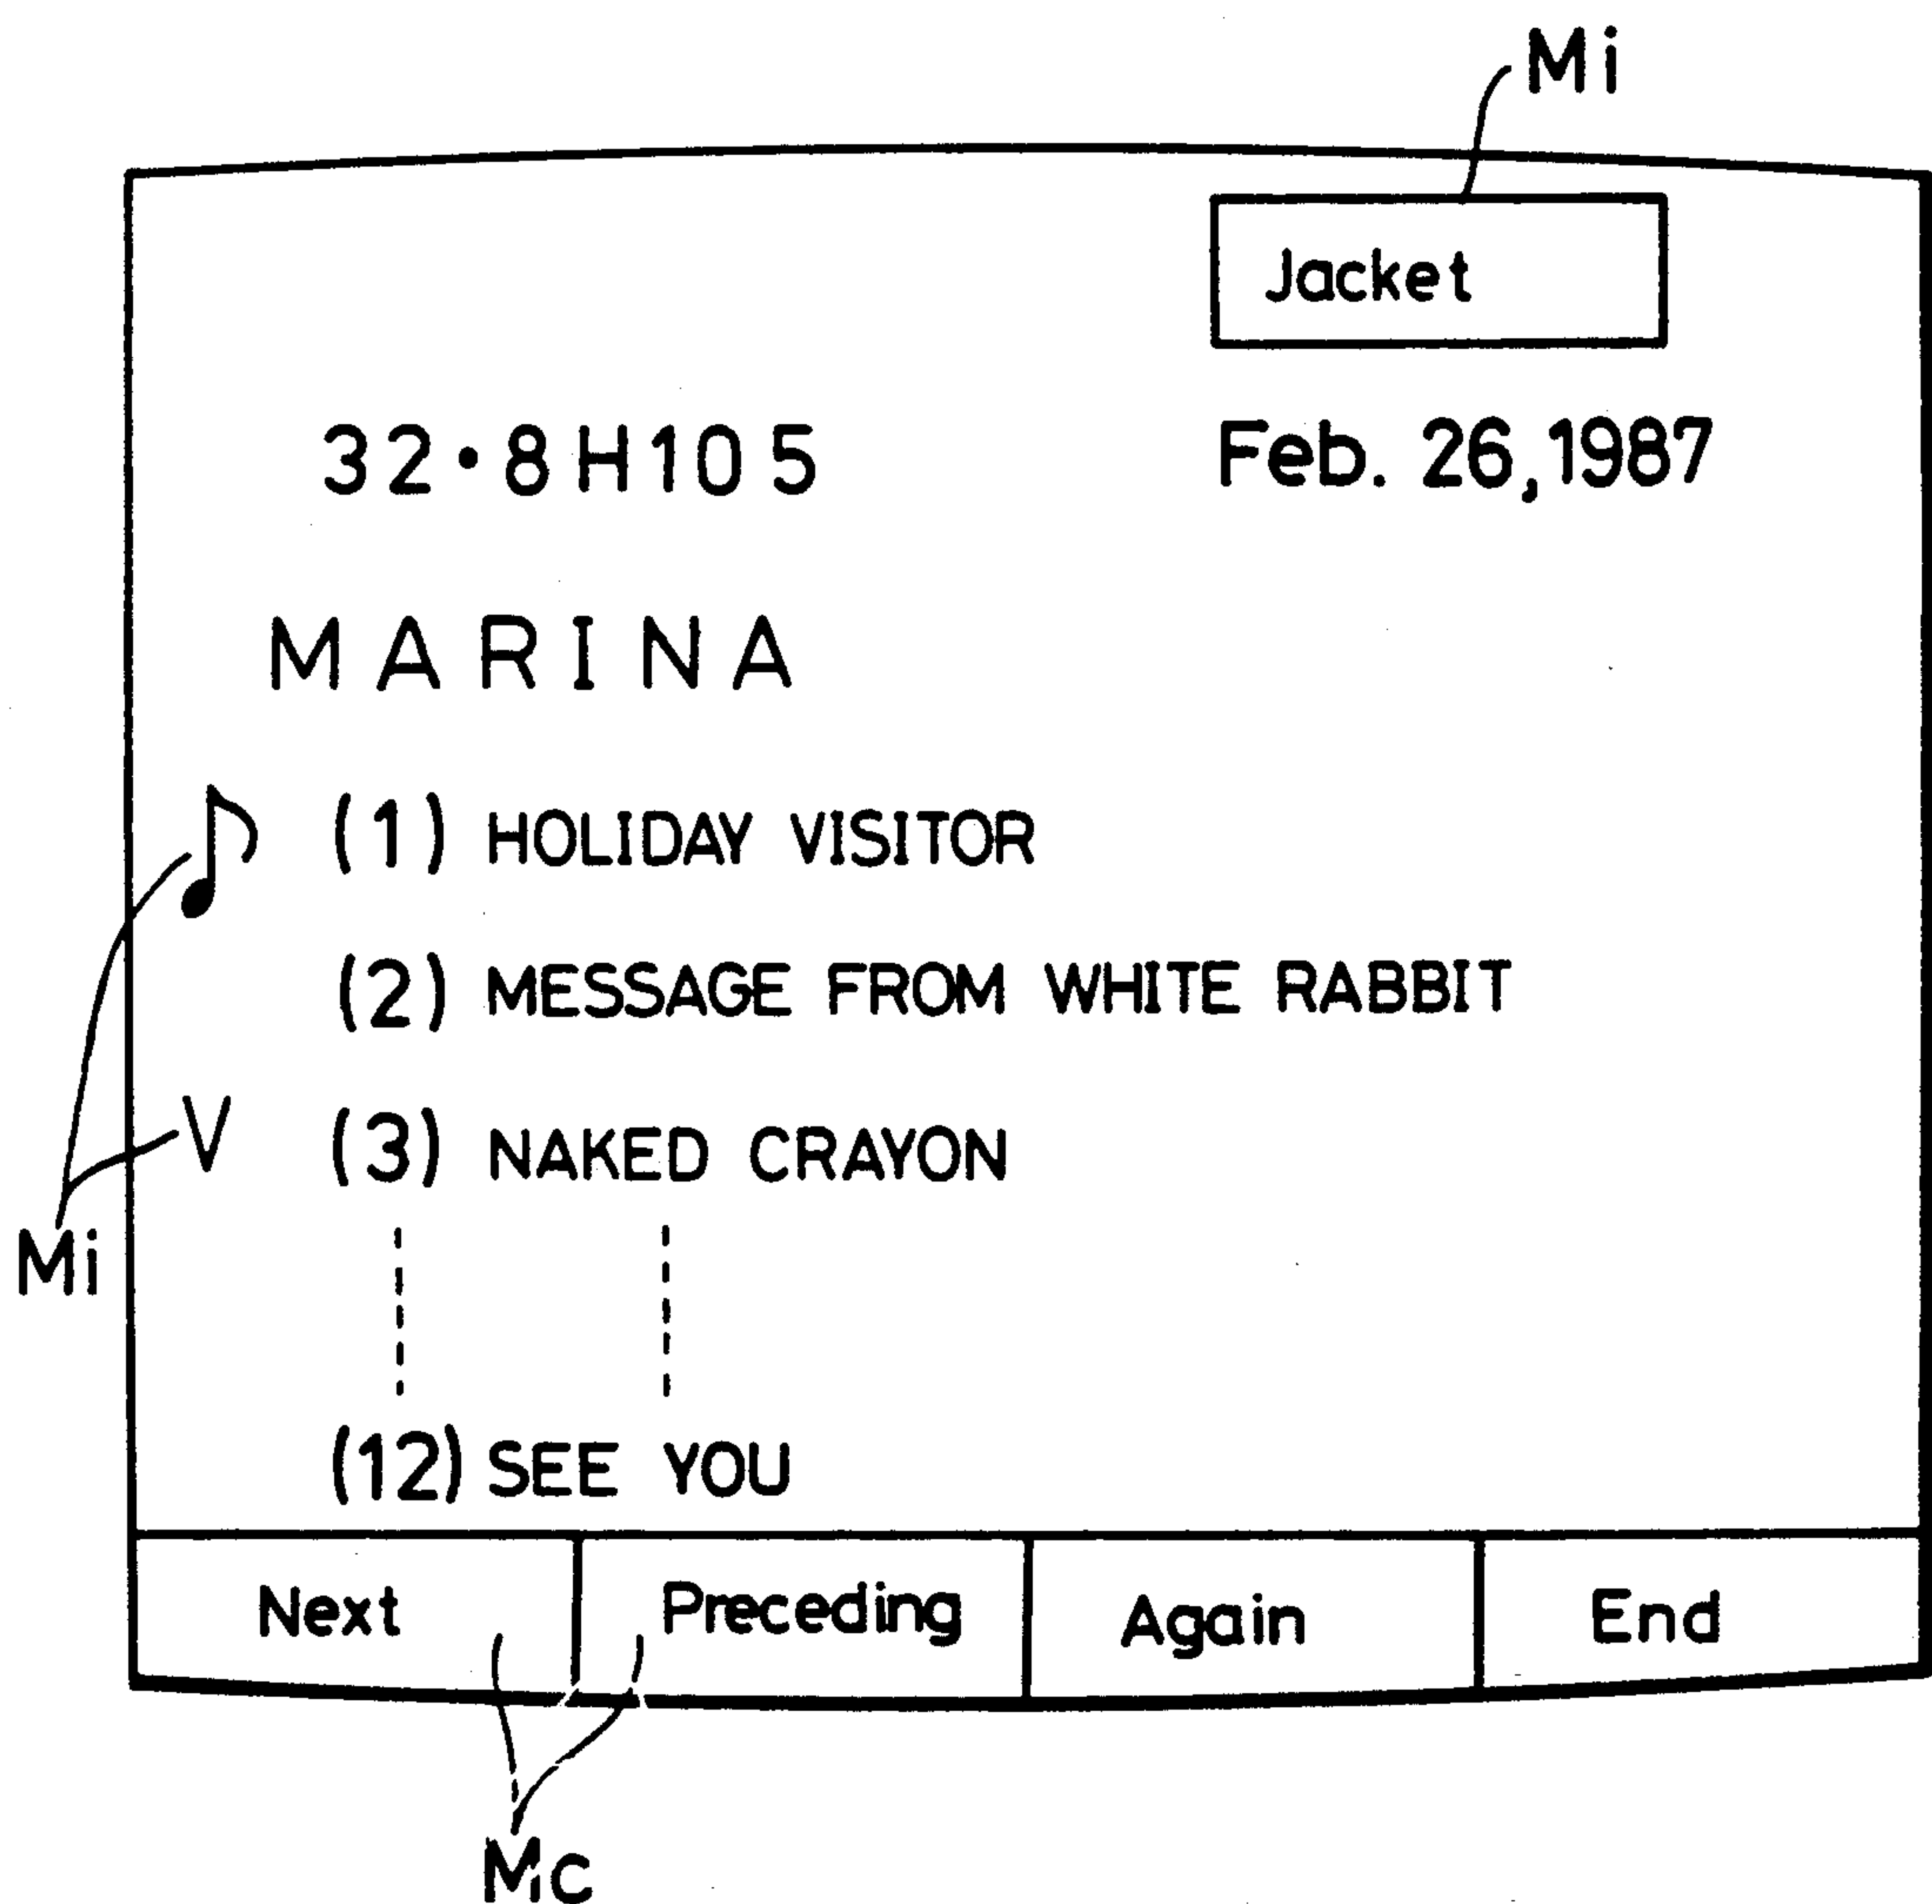 Mi
Jacket
32・8H105 Feb. 26,1987
MARINA
(1) HOLIDAY VISITOR
(2) MESSAGE FROM WHITE RABBIT
V (3) NAKED CRAYON
Mi
(12) SEE YOU
Next Preceding Again End
Mc